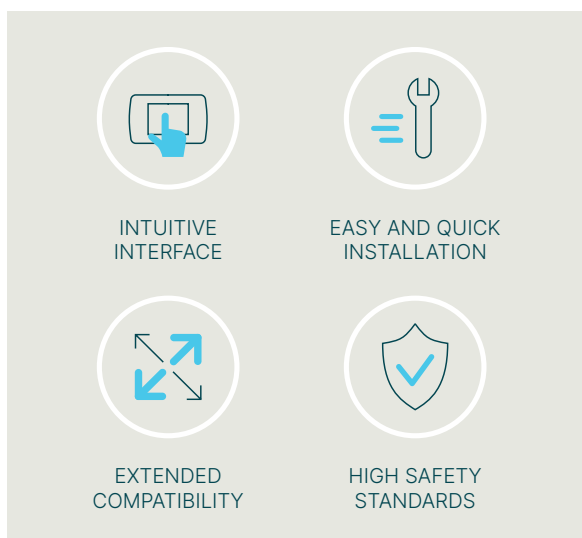 INTUITIVE
INTERFACE
EASY AND QUICK
INSTALLATION
EXTENDED
COMPATIBILITY
HIGH SAFETY
STANDARDS